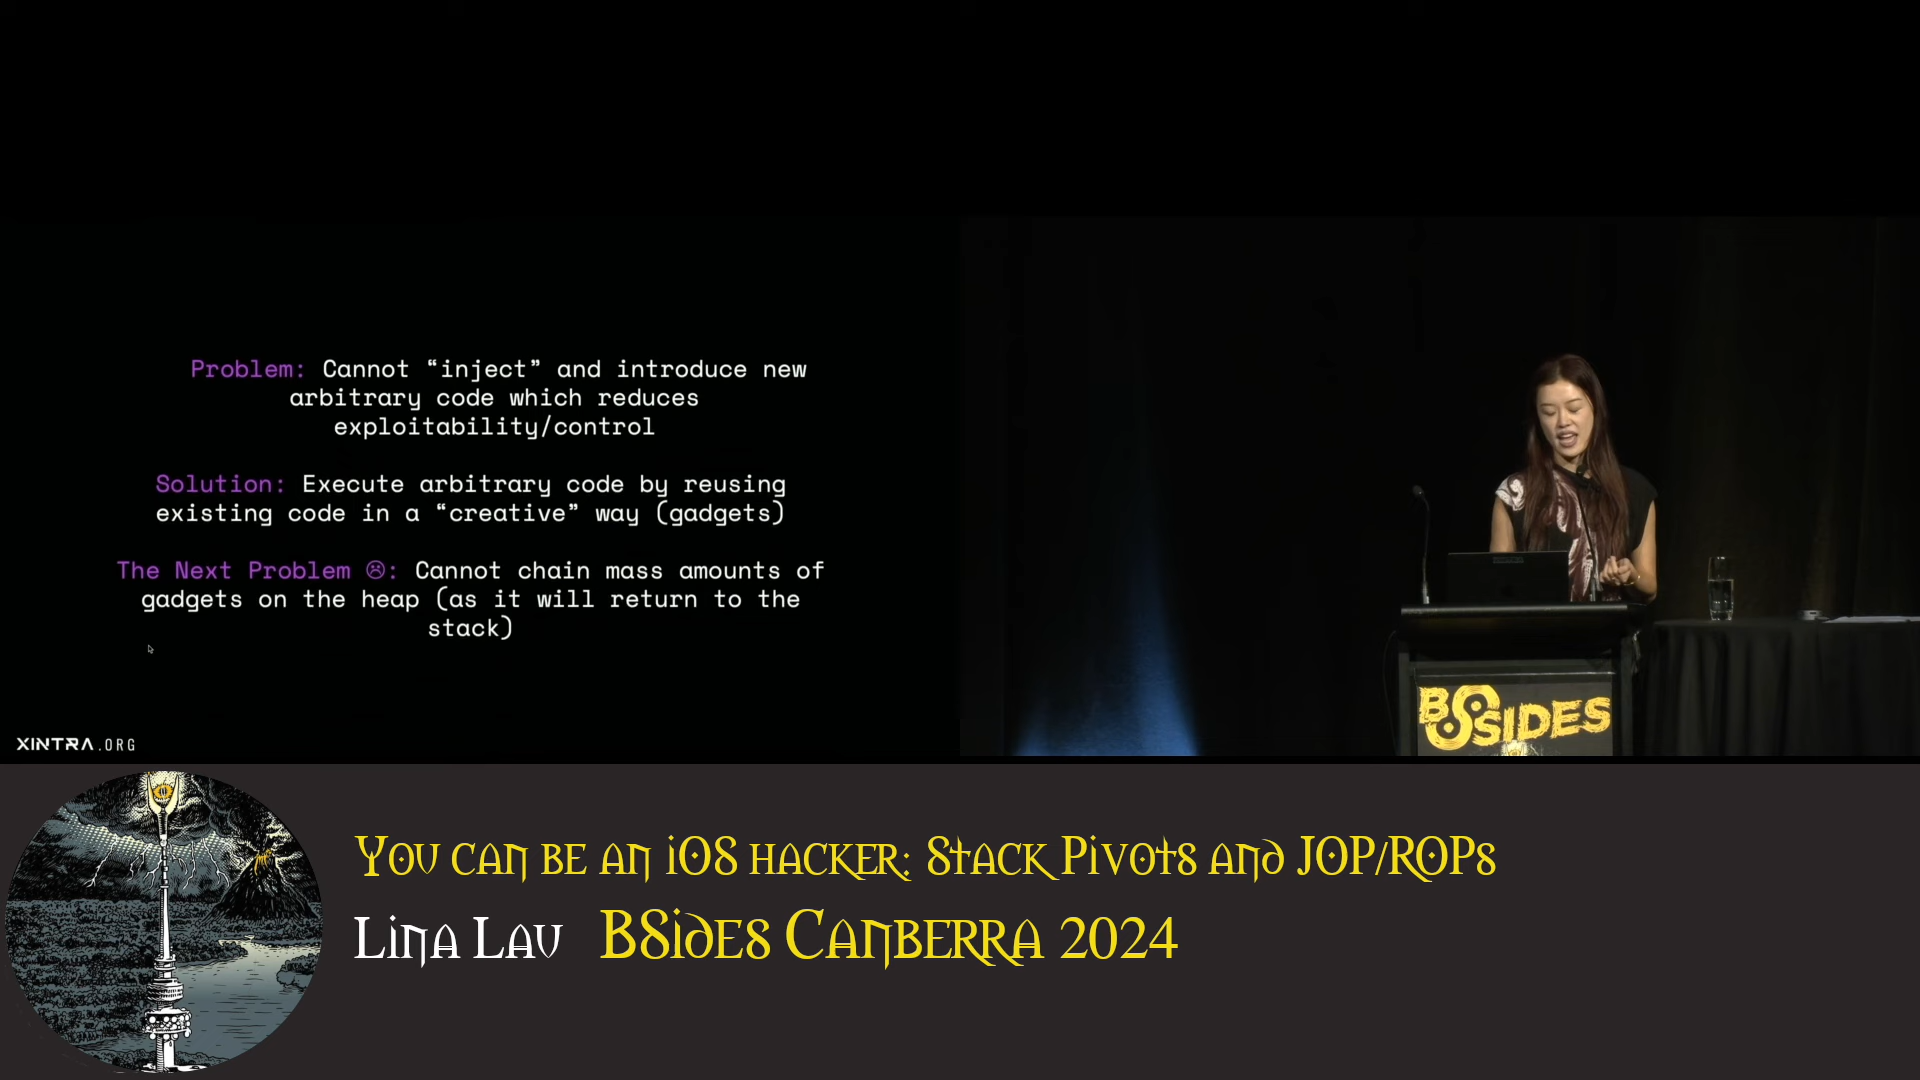 Problem: Cannot “inject” and introduce new
arbitrary code which reduces
exploitability/control
Solution: Execute arbitrary code by reusing
existing code in a “creative” way (gadgets)
The Next Problem ☹: Cannot chain mass amounts of
gadgets on the heap (as it will return to the
stack)
XINTRA.ORG
BSIDES
You can be an iOS hacker: Stack Pivots and JOP/ROPs
Lina Lau BSides Canberra 2024